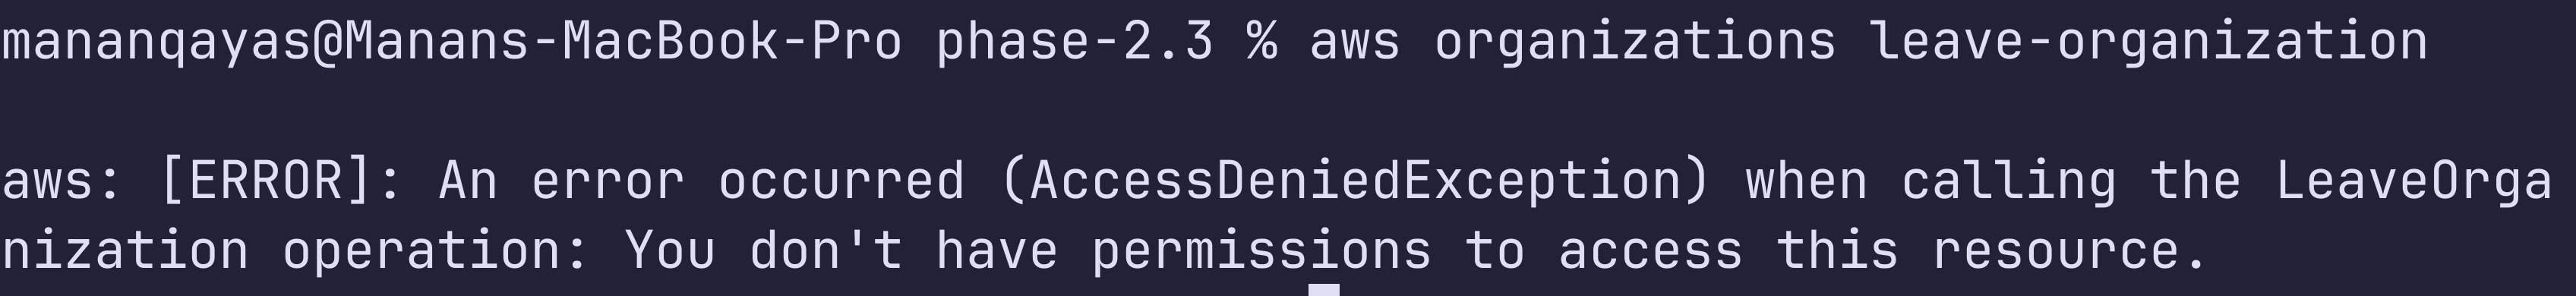 mananqayas@Manans-MacBook-Pro phase-2.3 % aws organizations leave-organization
aws: [ERROR]: An error occurred (AccessDeniedException) when calling the LeaveOrga
nization operation: You don't have permissions to access this resource.